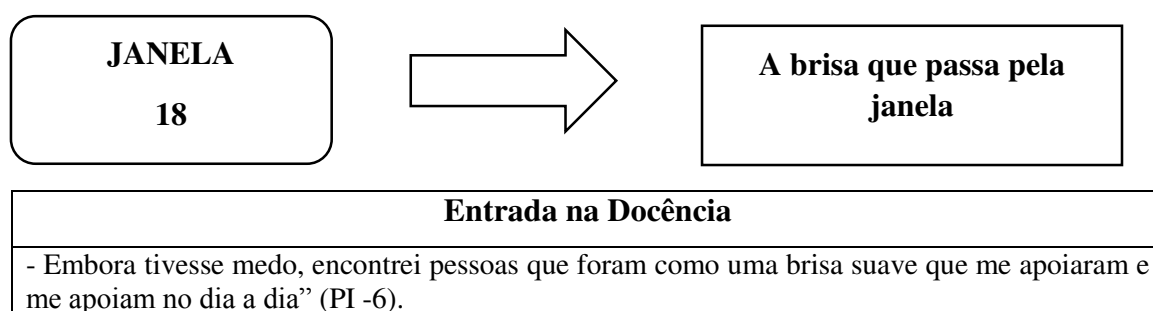 JANELA
18
A brisa que passa pela
janela
Entrada na Docência
- Embora tivesse medo, encontrei pessoas que foram como uma brisa suave que me apoiaram e
me apoiam no dia a dia” (PI -6).